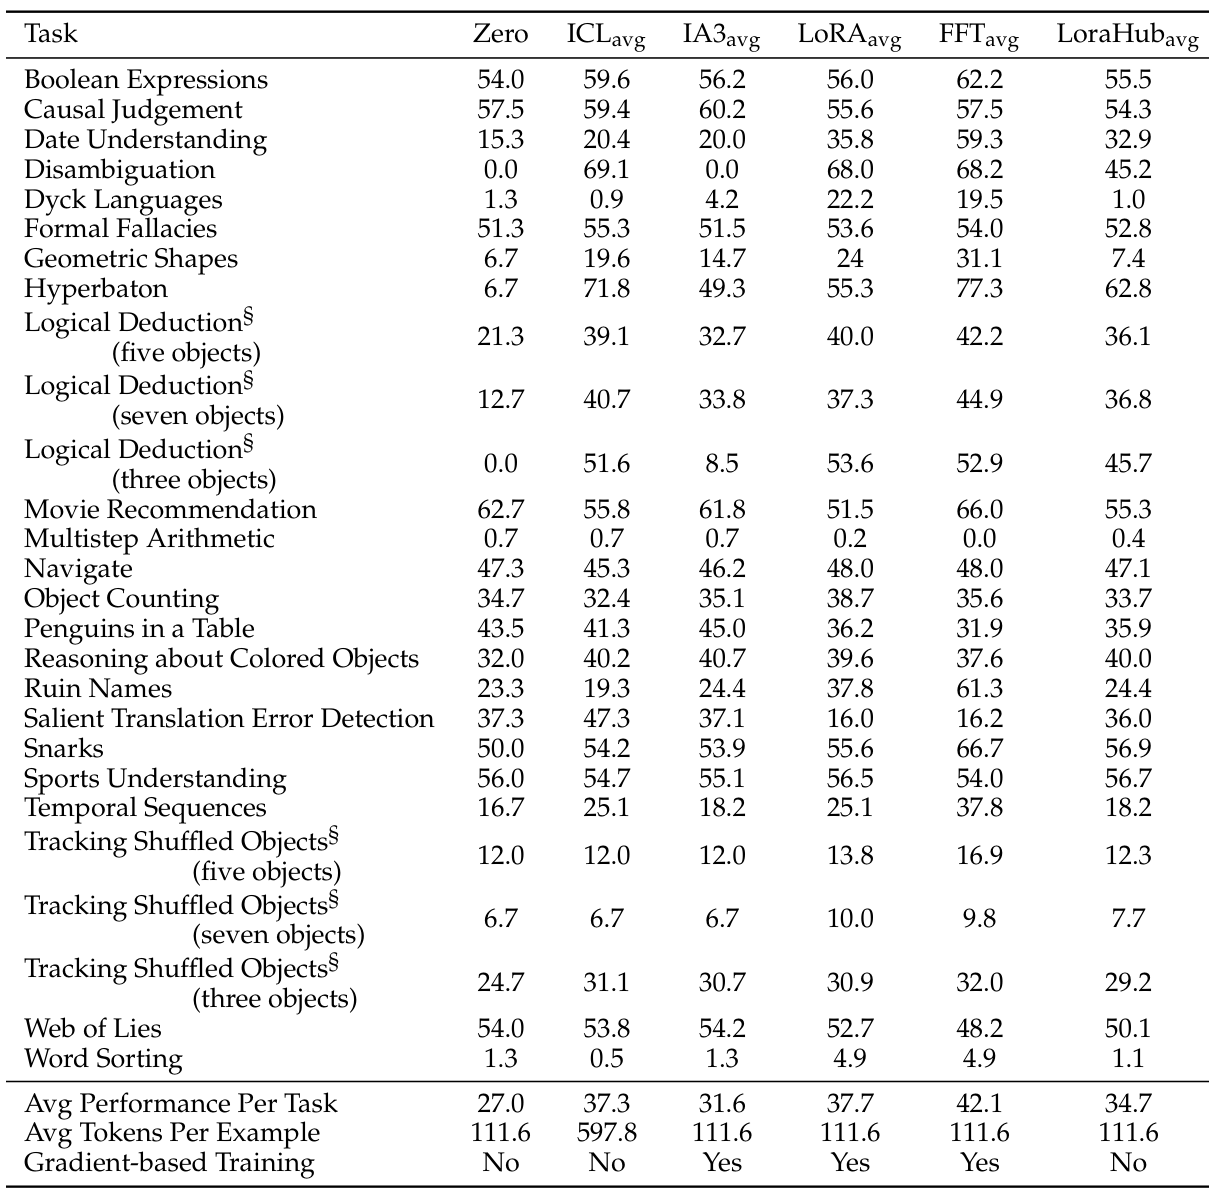 Task Zero ICLavg IA3avg LoRAavg FFTavg LoraHubavg
Boolean Expressions 54.0 59.6 56.2 56.0 62.2 55.5
Causal Judgement 57.5 59.4 60.2 55.6 57.5 54.3
Date Understanding 15.3 20.4 20.0 35.8 59.3 32.9
Disambiguation 0.0 69.1 0.0 68.0 68.2 45.2
Dyck Languages 1.3 0.9 4.2 22.2 19.5 1.0
Formal Fallacies 51.3 55.3 51.5 53.6 54.0 52.8
Geometric Shapes 6.7 19.6 14.7 24 31.1 7.4
Hyperbaton 6.7 71.8 49.3 55.3 77.3 62.8
Logical Deduction§
(five objects) 21.3 39.1 32.7 40.0 42.2 36.1
Logical Deduction§
(seven objects) 12.7 40.7 33.8 37.3 44.9 36.8
Logical Deduction§
(three objects) 0.0 51.6 8.5 53.6 52.9 45.7
Movie Recommendation 62.7 55.8 61.8 51.5 66.0 55.3
Multistep Arithmetic 0.7 0.7 0.7 0.2 0.0 0.4
Navigate 47.3 45.3 46.2 48.0 48.0 47.1
Object Counting 34.7 32.4 35.1 38.7 35.6 33.7
Penguins in a Table 43.5 41.3 45.0 36.2 31.9 35.9
Reasoning about Colored Objects 32.0 40.2 40.7 39.6 37.6 40.0
Ruin Names 23.3 19.3 24.4 37.8 61.3 24.4
Salient Translation Error Detection 37.3 47.3 37.1 16.0 16.2 36.0
Snarks 50.0 54.2 53.9 55.6 66.7 56.9
Sports Understanding 56.0 54.7 55.1 56.5 54.0 56.7
Temporal Sequences 16.7 25.1 18.2 25.1 37.8 18.2
Tracking Shuffled Objects§
(five objects) 12.0 12.0 12.0 13.8 16.9 12.3
Tracking Shuffled Objects§
(seven objects) 6.7 6.7 6.7 10.0 9.8 7.7
Tracking Shuffled Objects§
(three objects) 24.7 31.1 30.7 30.9 32.0 29.2
Web of Lies 54.0 53.8 54.2 52.7 48.2 50.1
Word Sorting 1.3 0.5 1.3 4.9 4.9 1.1
Avg Performance Per Task 27.0 37.3 31.6 37.7 42.1 34.7
Avg Tokens Per Example 111.6 597.8 111.6 111.6 111.6 111.6
Gradient-based Training No No Yes Yes Yes No